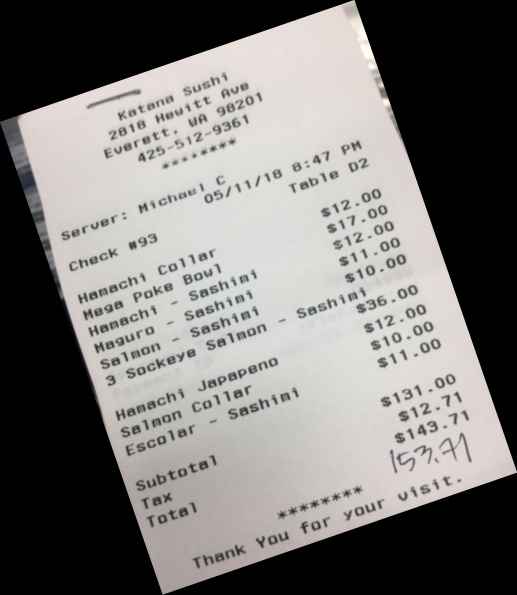 Katana Sushi
2818 Hewitt Ave
Everett, WA 98201
425-512-9361
********
Server: Michael C
05/11/18 8:47 PM
Check #93 Table D2
Hamachi Collar $12.00
Mega Poke Bowl $17.00
Hamachi - Sashimi $12.00
Maguro - Sashimi $11.00
Salmon - Sashimi $10.00
3 Sockeye Salmon - Sashimi $36.00
Hamachi Japapeno $12.00
Salmon Collar $10.00
Escolar - Sashimi $11.00
Subtotal $131.00
Tax $12.71
Total $143.71
153.71
********
Thank You for your visit.